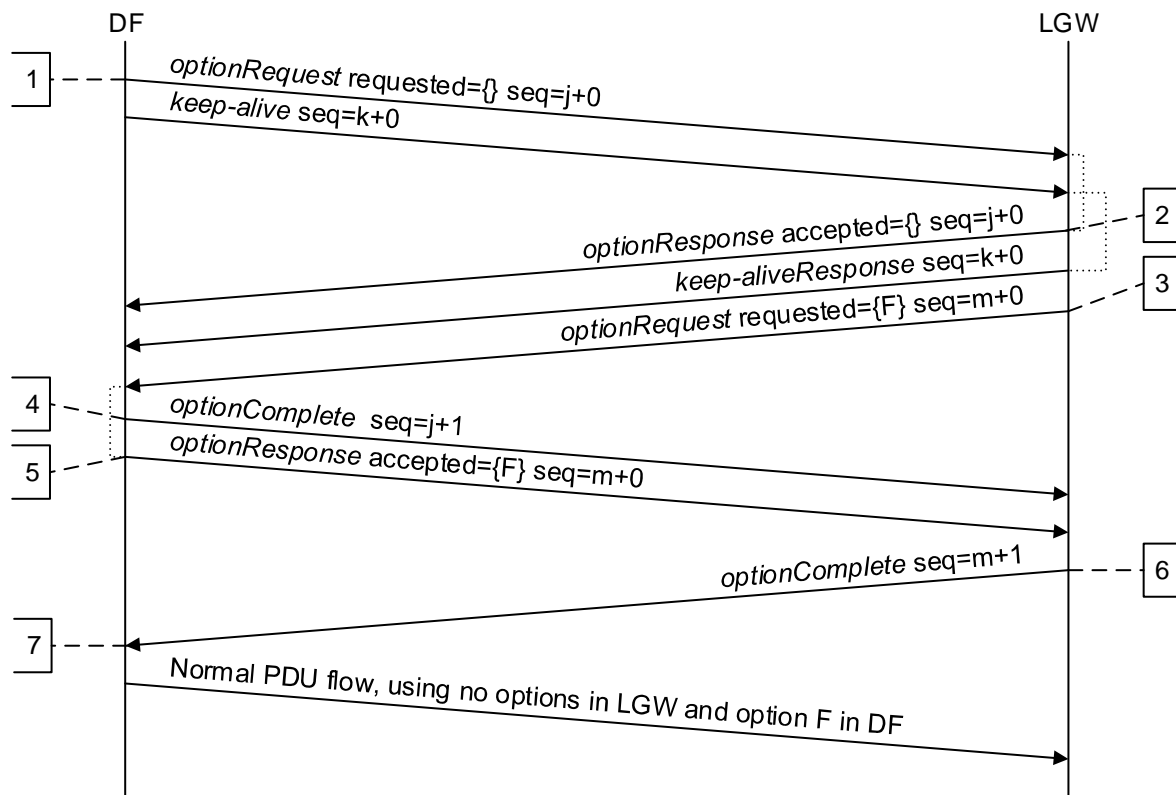 DF
LGW
1
optionRequest requested={} seq=j+0
keep-alive seq=k+0
optionResponse accepted={} seq=j+0
2
keep-aliveResponse seq=k+0
3
optionRequest requested={F} seq=m+0
4
optionComplete seq=j+1
optionResponse accepted={F} seq=m+0
5
optionComplete seq=m+1
6
7
Normal PDU flow, using no options in LGW and option F in DF